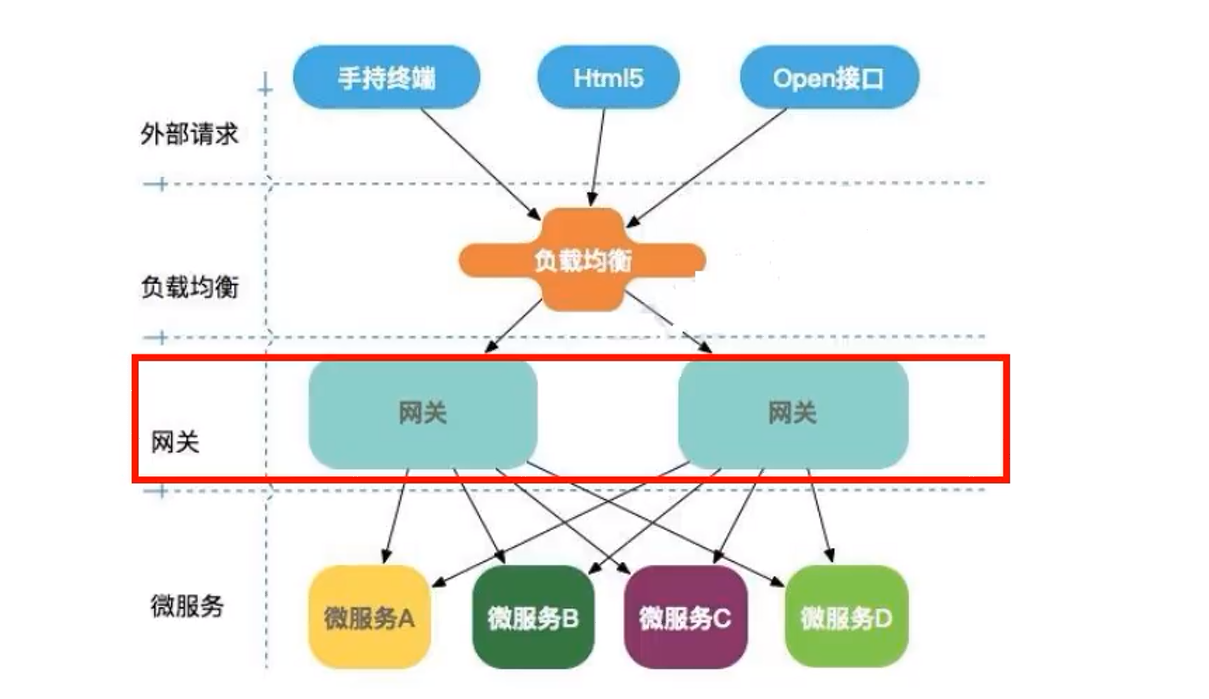 手持终端
Html5
Open接口
外部请求
负载均衡
负载均衡
网关
网关
网关
微服务
微服务A
微服务B
微服务C
微服务D